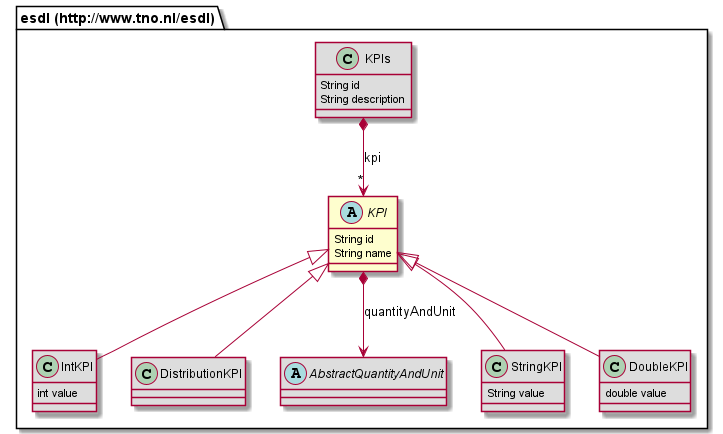 esdl (http://www.tno.nl/esdl)
C KPIs
String id
String description
kpi
*
A KPI
String id
String name
quantityAndUnit
C IntKPI
int value
C DistributionKPI
A AbstractQuantityAndUnit
C StringKPI
String value
C DoubleKPI
double value